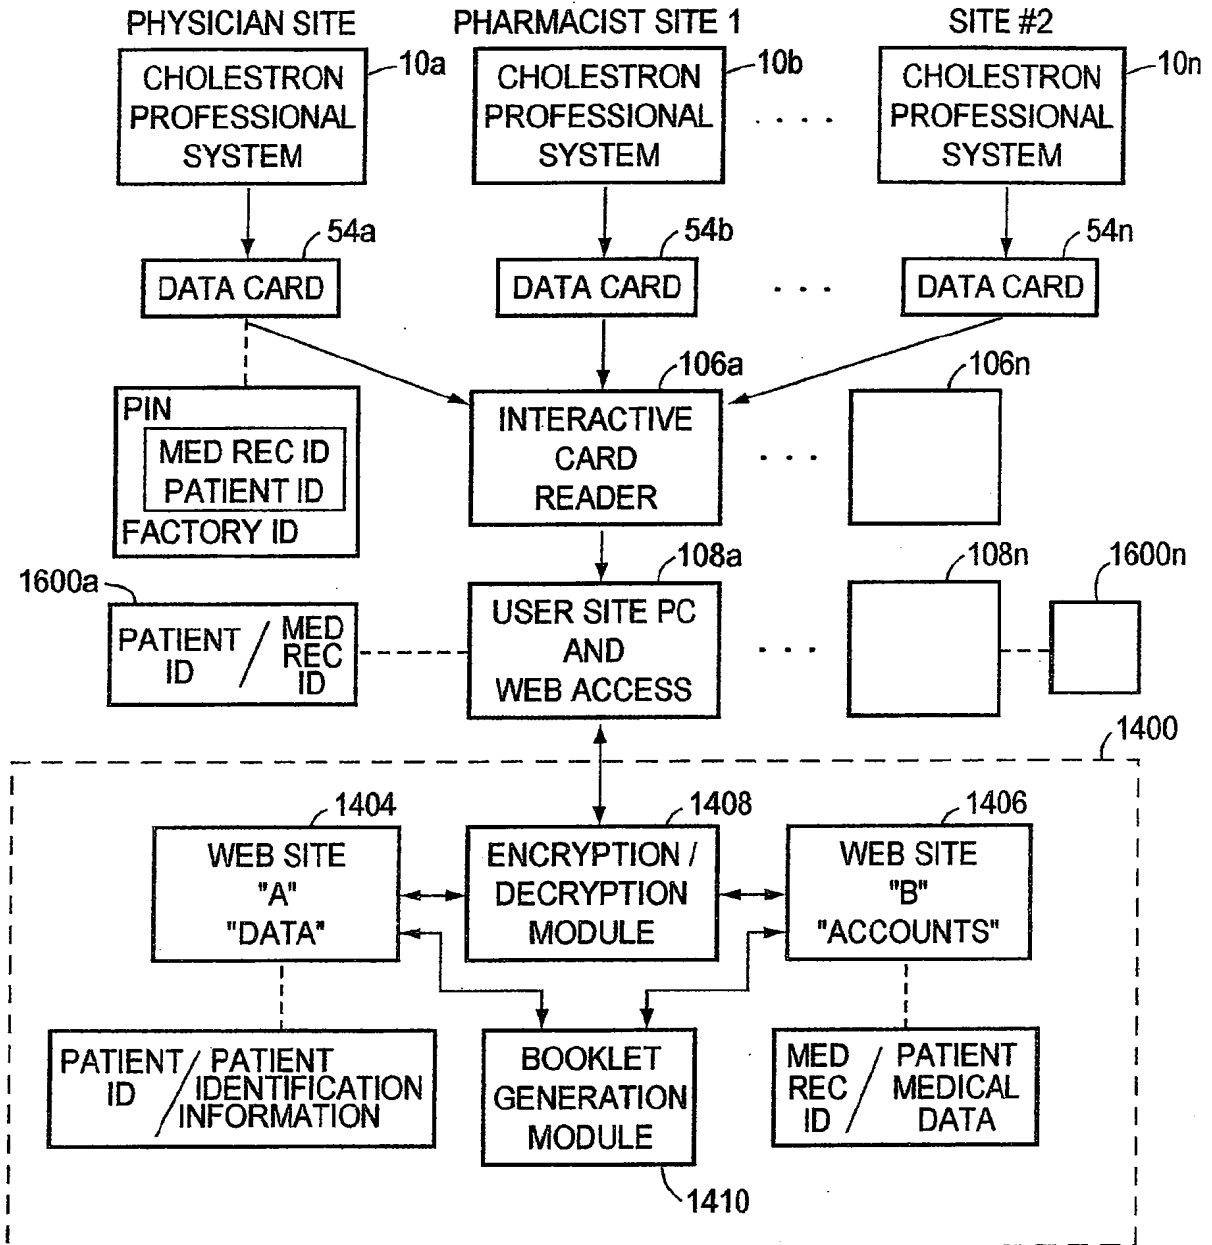 PHYSICIAN SITE
PHARMACIST SITE 1
SITE #2
10a
10b
10n
CHOLESTRON
PROFESSIONAL
SYSTEM
CHOLESTRON
PROFESSIONAL
SYSTEM
CHOLESTRON
PROFESSIONAL
SYSTEM
54a
54b
54n
DATA CARD
DATA CARD
DATA CARD
106a
106n
PIN
MED REC ID
PATIENT ID
FACTORY ID
INTERACTIVE
CARD
READER
1600a
108a
108n
1600n
PATIENT
ID
/
MED
REC
ID
USER SITE PC
AND
WEB ACCESS
1400
1404
1408
1406
WEB SITE
"A"
"DATA"
ENCRYPTION /
DECRYPTION
MODULE
WEB SITE
"B"
"ACCOUNTS"
PATIENT
ID
/
PATIENT
IDENTIFICATION
INFORMATION
BOOKLET
GENERATION
MODULE
MED
REC
ID
/
PATIENT
MEDICAL
DATA
1410